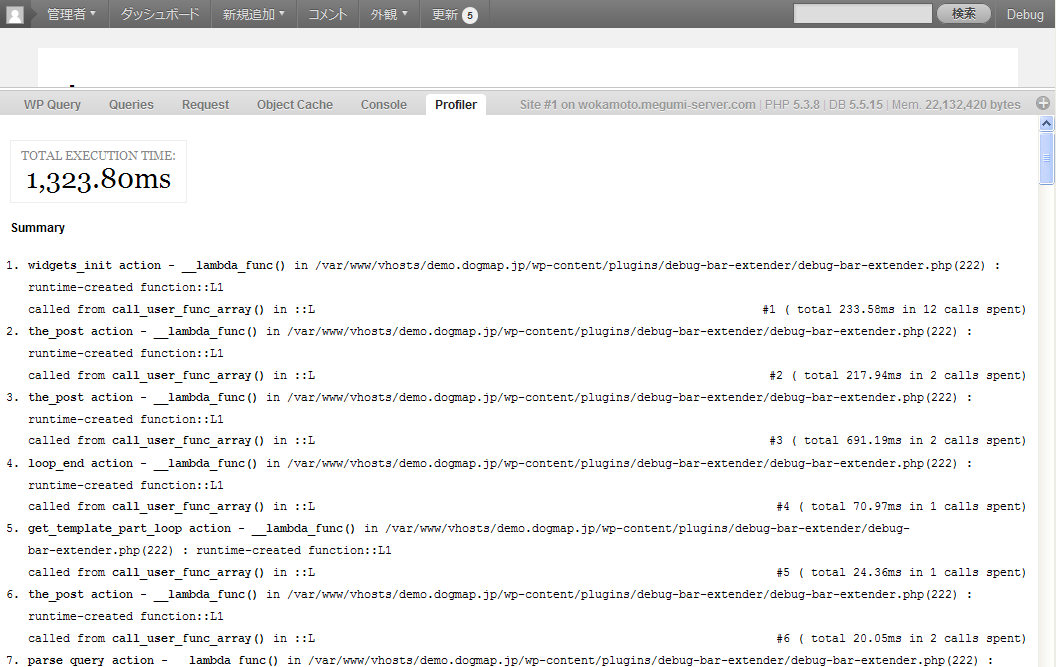 管理者 ダッシュボード 新規追加 コメント 外観 更新 5 検索 Debug
WP Query Queries Request Object Cache Console Profiler Site #1 on wokamoto.megumi-server.com | PHP 5.3.8 | DB 5.5.15 | Mem. 22,132,420 bytes
TOTAL EXECUTION TIME:
1,323.80ms
Summary
1. widgets_init action - __lambda_func() in /var/www/vhosts/demo.dogmap.jp/wp-content/plugins/debug-bar-extender/debug-bar-extender.php(222) :
runtime-created function::L1
called from call_user_func_array() in ::L #1 ( total 233.58ms in 12 calls spent)
2. the_post action - __lambda_func() in /var/www/vhosts/demo.dogmap.jp/wp-content/plugins/debug-bar-extender/debug-bar-extender.php(222) :
runtime-created function::L1
called from call_user_func_array() in ::L #2 ( total 217.94ms in 2 calls spent)
3. the_post action - __lambda_func() in /var/www/vhosts/demo.dogmap.jp/wp-content/plugins/debug-bar-extender/debug-bar-extender.php(222) :
runtime-created function::L1
called from call_user_func_array() in ::L #3 ( total 691.19ms in 2 calls spent)
4. loop_end action - __lambda_func() in /var/www/vhosts/demo.dogmap.jp/wp-content/plugins/debug-bar-extender/debug-bar-extender.php(222) :
runtime-created function::L1
called from call_user_func_array() in ::L #4 ( total 70.97ms in 1 calls spent)
5. get_template_part_loop action - __lambda_func() in /var/www/vhosts/demo.dogmap.jp/wp-content/plugins/debug-bar-extender/debug-
bar-extender.php(222) : runtime-created function::L1
called from call_user_func_array() in ::L #5 ( total 24.36ms in 1 calls spent)
6. the_post action - __lambda_func() in /var/www/vhosts/demo.dogmap.jp/wp-content/plugins/debug-bar-extender/debug-bar-extender.php(222) :
runtime-created function::L1
called from call_user_func_array() in ::L #6 ( total 20.05ms in 2 calls spent)
7. parse_query action - __lambda_func() in /var/www/vhosts/demo.dogmap.jp/wp-content/plugins/debug-bar-extender/debug-bar-extender.php(222) :